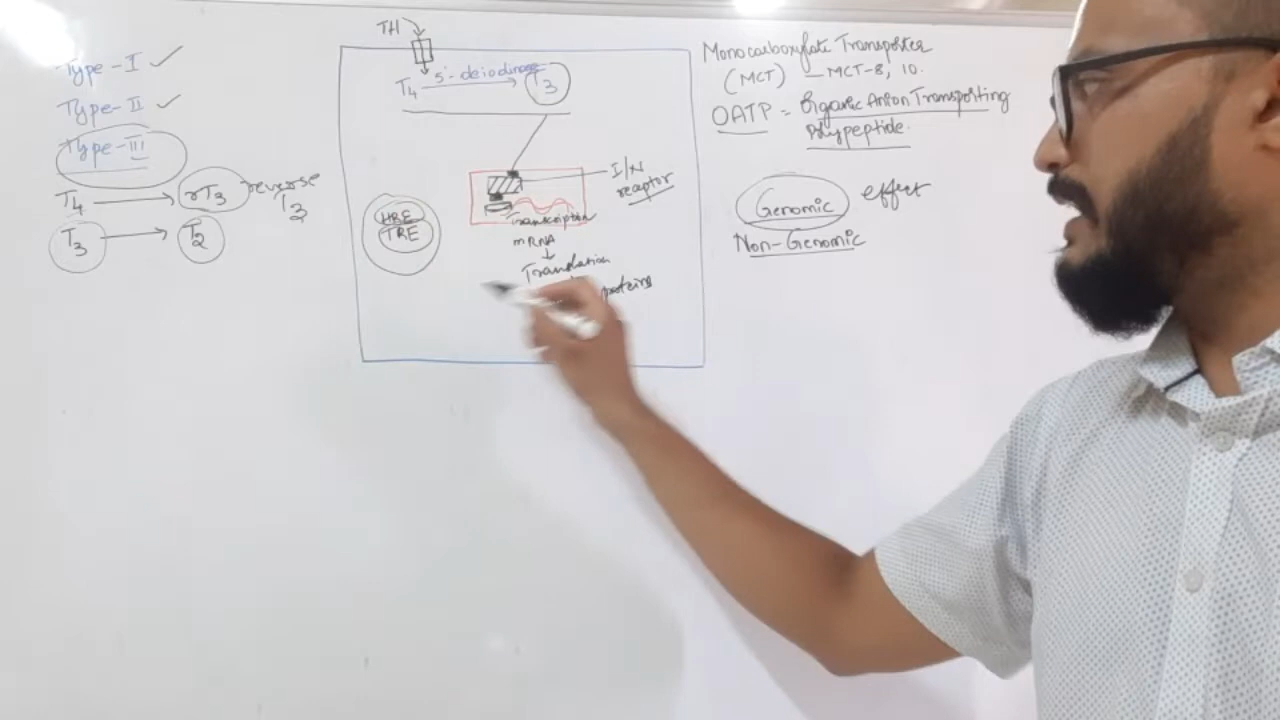 Type-I
Type-II
Type-III
T4 → rT3 reverse T3
T3 → T2
TH
T4 5'-deiodinase → T3
I/N
receptor
HRE
TRE
Transcription
mRNA
↓
Translation
proteins
Monocarboxylate Transporter
(MCT) — MCT-8, 10.
OATP = Organic Anion Transporting
Polypeptide.
Genomic effect
Non-Genomic